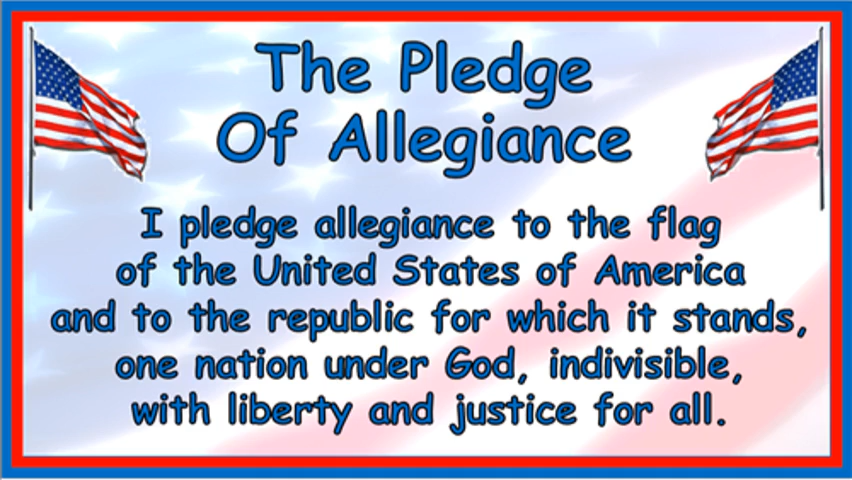 The Pledge
Of Allegiance
I pledge allegiance to the flag
of the United States of America
and to the republic for which it stands,
one nation under God, indivisible,
with liberty and justice for all.